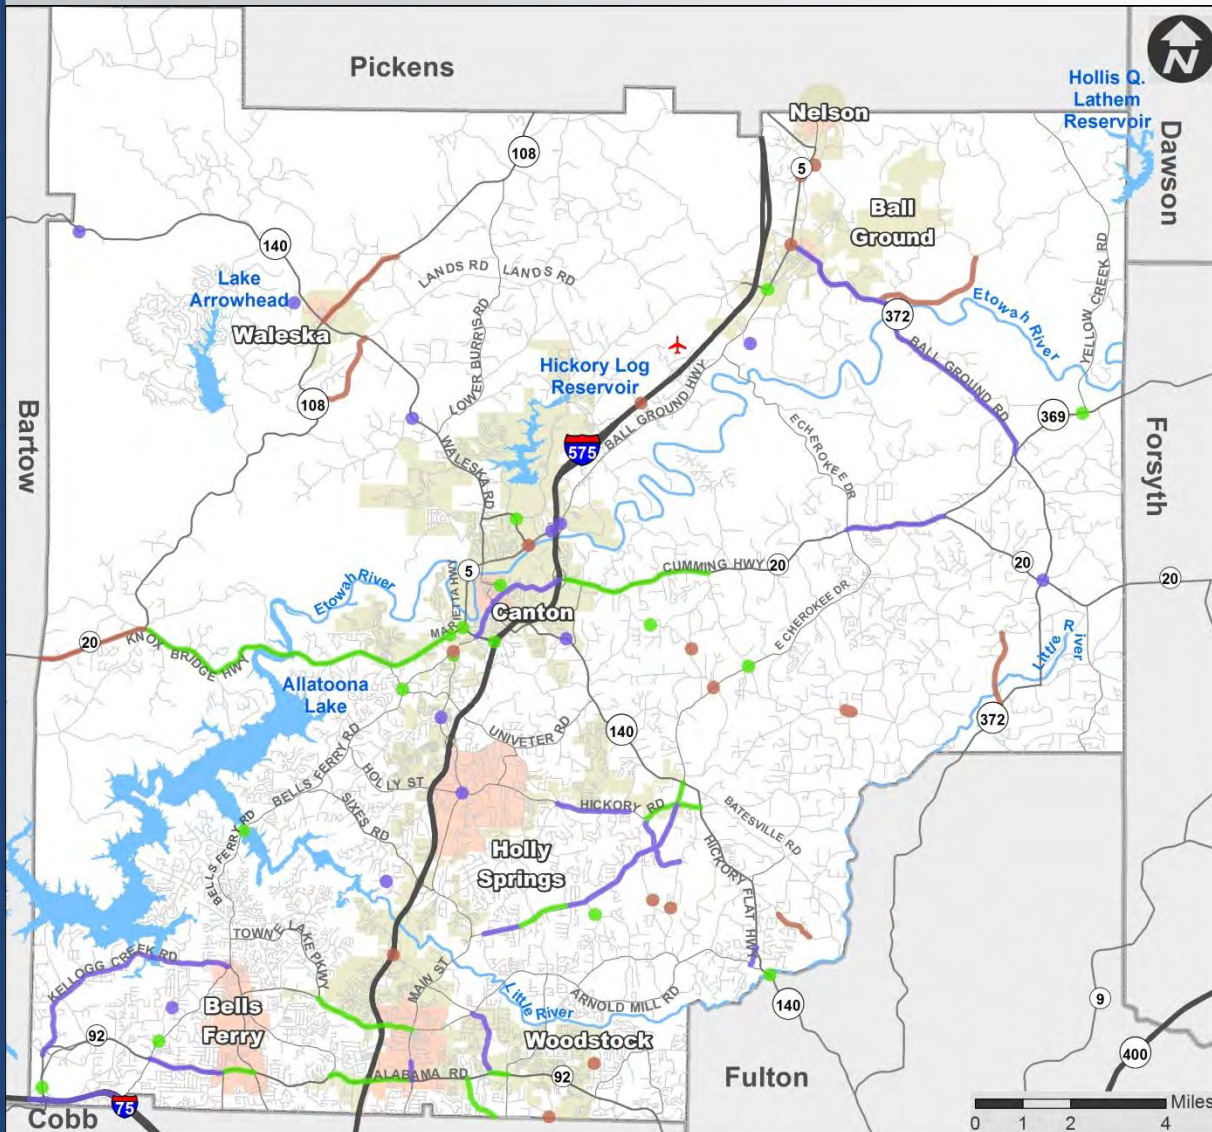 Pickens
N
Hollis Q.
Lathem
Reservoir
Dawson
Nelson
108
5
Ball
Ground
140
LANDS RD
LANDS RD
Lake
Arrowhead
Waleska
Etowah River
YELLOW CREEK RD
372
BALL GROUND RD
LOWER BURRIS RD
Hickory Log
Reservoir
BALL GROUND HWY
108
369
Bartow
Forsyth
575
WALESKA RD
ECHEROKEE DR
5
CUMMING HWY
20
20
20
Etowah River
MARIETTA HWY
Canton
E CHEROKEE DR
20
KNOX BRIDGE HWY
Little River
Allatoona
Lake
372
UNIVETER RD
140
BELLS FERRY RD
HOLLY ST
SIXES RD
HICKORY RD
BATESVILLE RD
BELLS FERRY RD
Holly
Springs
HICKORY FLAT HWY
TOWNE LAKE PKWY
KELLOGG CREEK RD
MAIN ST
Little River
ARNOLD MILL RD
140
9
Bells
Ferry
92
Woodstock
400
ALABAMA RD
92
Fulton
75
Cobb
Miles
0 1 2 4